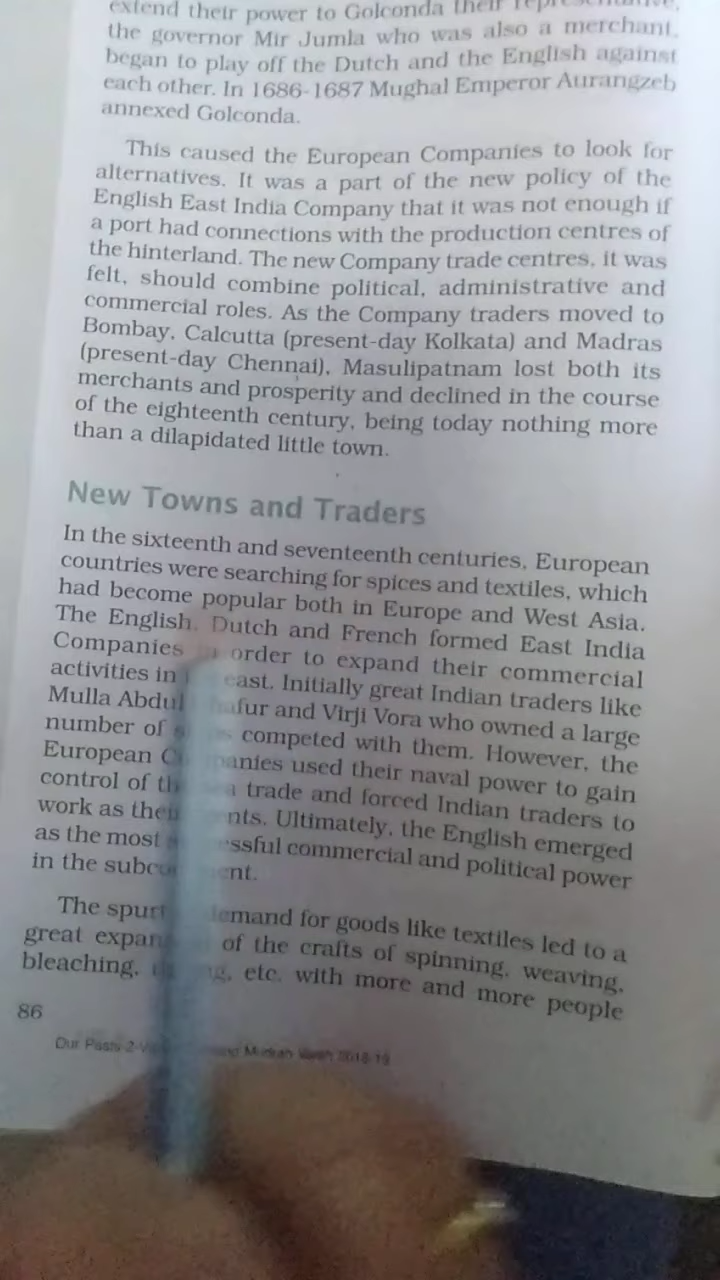 extend their power to Golconda their representative,
the governor Mir Jumla who was also a merchant,
began to play off the Dutch and the English against
each other. In 1686-1687 Mughal Emperor Aurangzeb
annexed Golconda.
This caused the European Companies to look for
alternatives. It was a part of the new policy of the
English East India Company that it was not enough if
a port had connections with the production centres of
the hinterland. The new Company trade centres, it was
felt, should combine political, administrative and
commercial roles. As the Company traders moved to
Bombay, Calcutta (present-day Kolkata) and Madras
(present-day Chennai), Masulipatnam lost both its
merchants and prosperity and declined in the course
of the eighteenth century, being today nothing more
than a dilapidated little town.
New Towns and Traders
In the sixteenth and seventeenth centuries, European
countries were searching for spices and textiles, which
had become popular both in Europe and West Asia.
The English, Dutch and French formed East India
Companies in order to expand their commercial
activities in east. Initially great Indian traders like
Mulla Abdul Ghafur and Virji Vora who owned a large
number of competed with them. However, the
European Companies used their naval power to gain
control of the sea trade and forced Indian traders to
work as their agents. Ultimately, the English emerged
as the most successful commercial and political power
in the subcontinent.
The spurt demand for goods like textiles led to a
great expansion of the crafts of spinning, weaving,
bleaching, etc. with more and more people
86
Our Pasts-2 2018-19